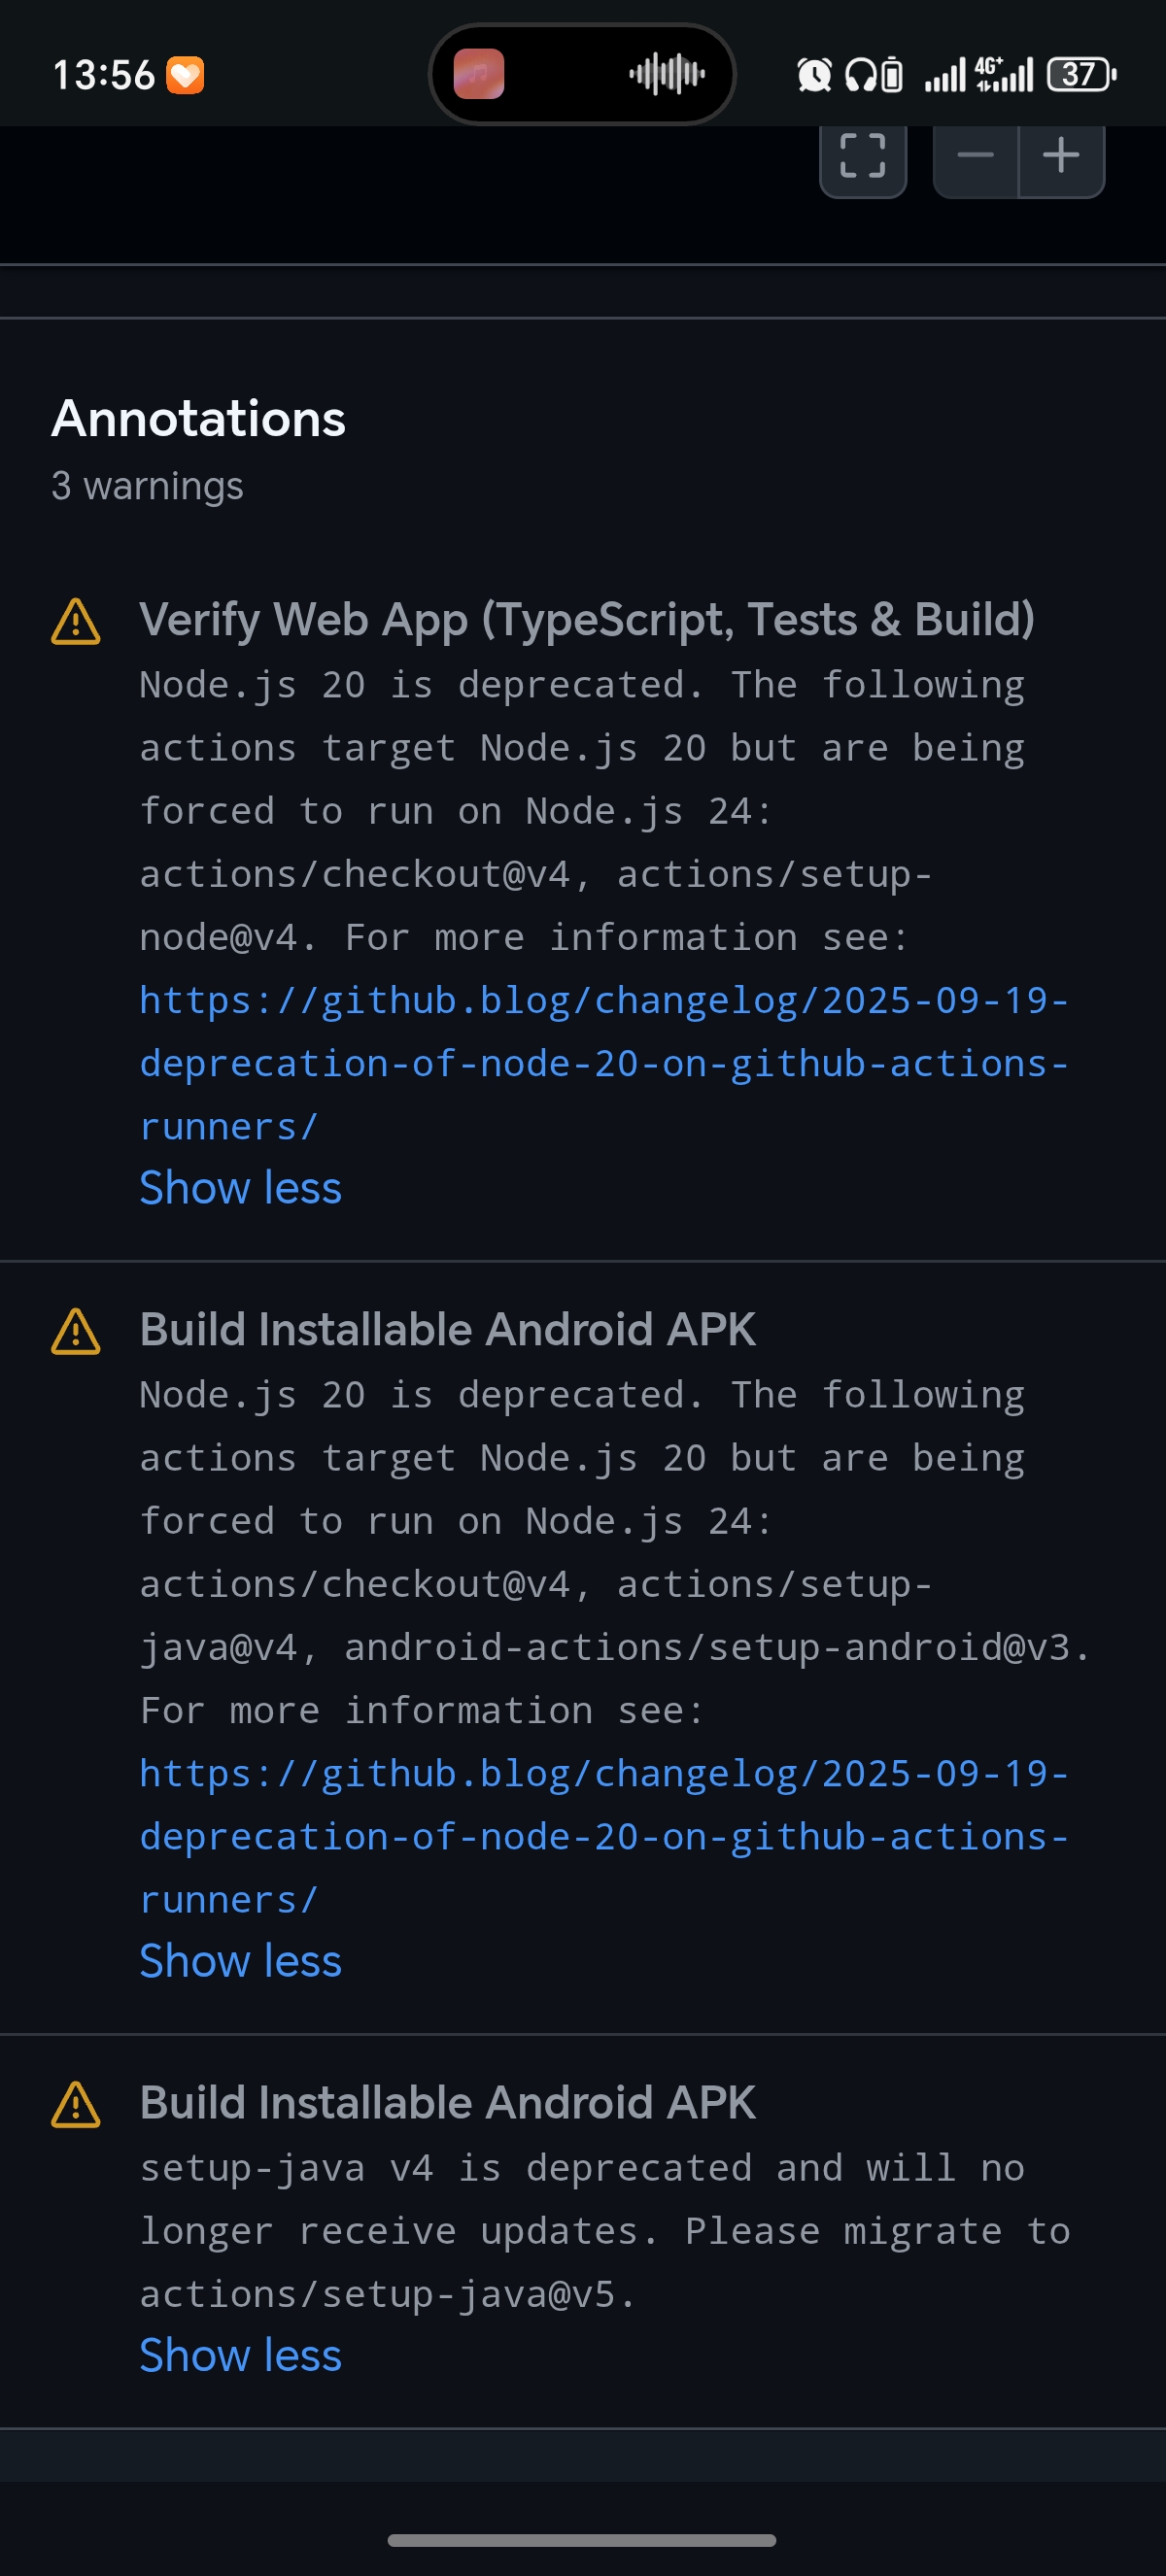 13:56
4G+
37
Annotations
3 warnings
Verify Web App (TypeScript, Tests & Build)
Node.js 20 is deprecated. The following
actions target Node.js 20 but are being
forced to run on Node.js 24:
actions/checkout@v4, actions/setup-
node@v4. For more information see:
https://github.blog/changelog/2025-09-19-
deprecation-of-node-20-on-github-actions-
runners/
Show less
Build Installable Android APK
Node.js 20 is deprecated. The following
actions target Node.js 20 but are being
forced to run on Node.js 24:
actions/checkout@v4, actions/setup-
java@v4, android-actions/setup-android@v3.
For more information see:
https://github.blog/changelog/2025-09-19-
deprecation-of-node-20-on-github-actions-
runners/
Show less
Build Installable Android APK
setup-java v4 is deprecated and will no
longer receive updates. Please migrate to
actions/setup-java@v5.
Show less